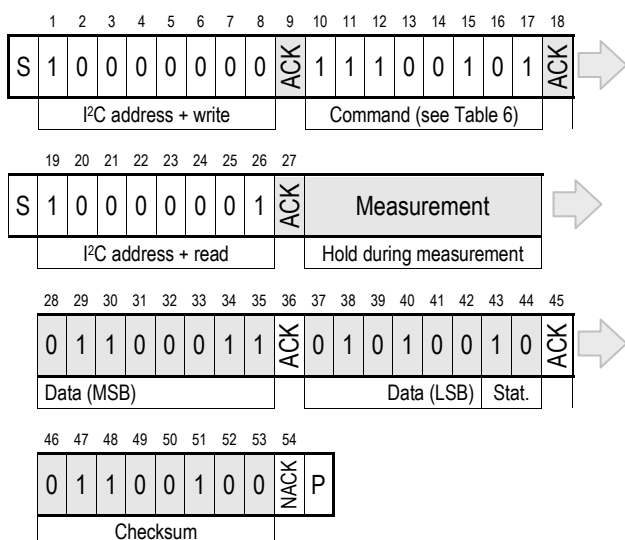 1 2 3 4 5 6 7 8 9 10 11 12 13 14 15 16 17 18
S 1 0 0 0 0 0 0 0 ACK 1 1 1 0 0 1 0 1 ACK
I²C address + write Command (see Table 6)
19 20 21 22 23 24 25 26 27
S 1 0 0 0 0 0 0 1 ACK Measurement
I²C address + read Hold during measurement
28 29 30 31 32 33 34 35 36 37 38 39 40 41 42 43 44 45
0 1 1 0 0 0 1 1 ACK 0 1 0 1 0 0 1 0 ACK
Data (MSB) Data (LSB) Stat.
46 47 48 49 50 51 52 53 54
0 1 1 0 0 1 0 0 NACK P
Checksum